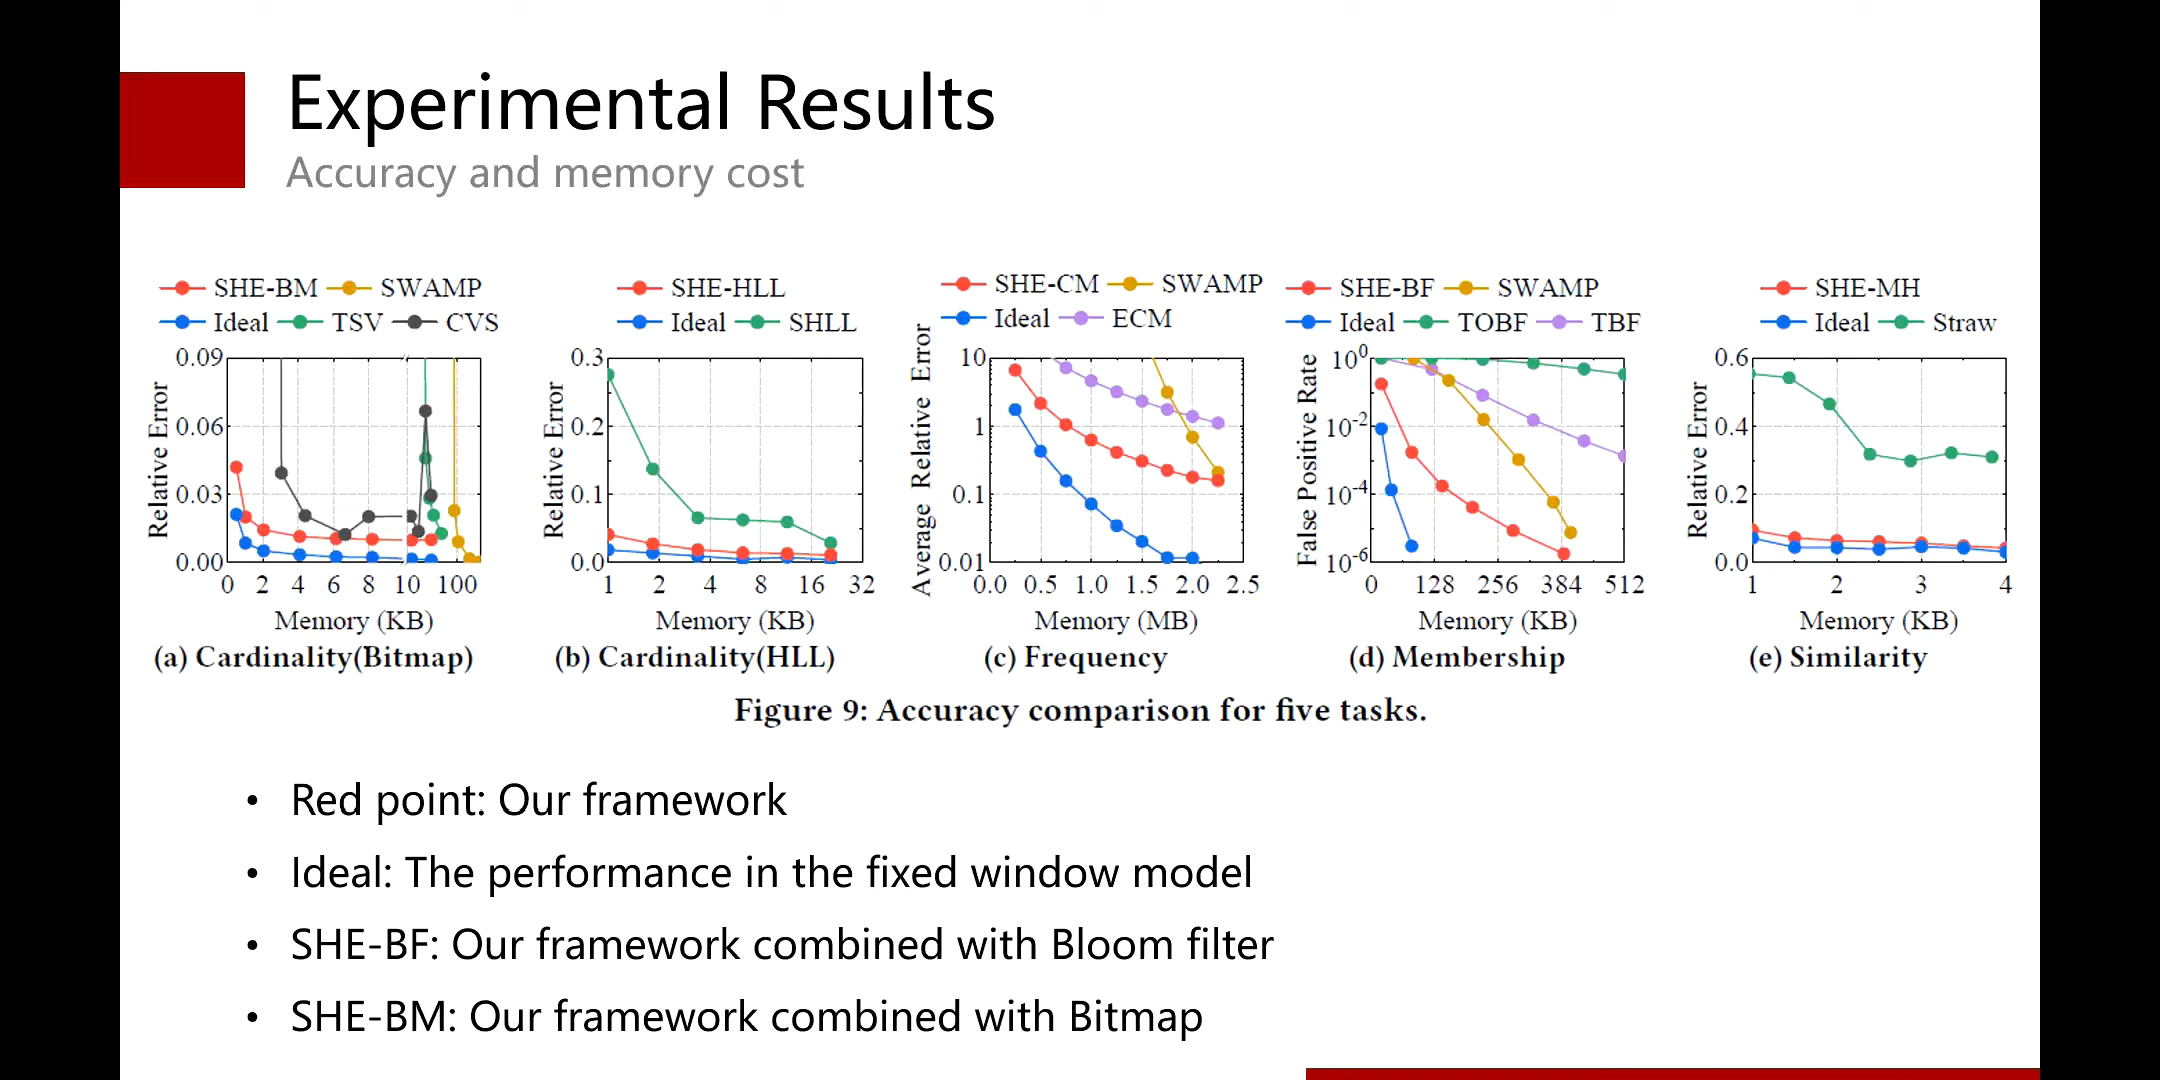 Experimental Results
Accuracy and memory cost
SHE-BM SWAMP
Ideal TSV CVS
0.09
0.06
0.03
0.00
Relative Error
0 2 4 6 8 10 100
Memory (KB)
(a) Cardinality(Bitmap)
SHE-HLL
Ideal SHLL
0.3
0.2
0.1
0.0
Relative Error
1 2 4 8 16 32
Memory (KB)
(b) Cardinality(HLL)
SHE-CM SWAMP
Ideal ECM
10
1
0.1
0.01
Average Relative Error
0.0 0.5 1.0 1.5 2.0 2.5
Memory (MB)
(c) Frequency
SHE-BF SWAMP
Ideal TOBF TBF
10⁰
10⁻²
10⁻⁴
10⁻⁶
False Positive Rate
0 128 256 384 512
Memory (KB)
(d) Membership
SHE-MH
Ideal Straw
0.6
0.4
0.2
0.0
Relative Error
1 2 3 4
Memory (KB)
(e) Similarity
Figure 9: Accuracy comparison for five tasks.
• Red point: Our framework
• Ideal: The performance in the fixed window model
• SHE-BF: Our framework combined with Bloom filter
• SHE-BM: Our framework combined with Bitmap